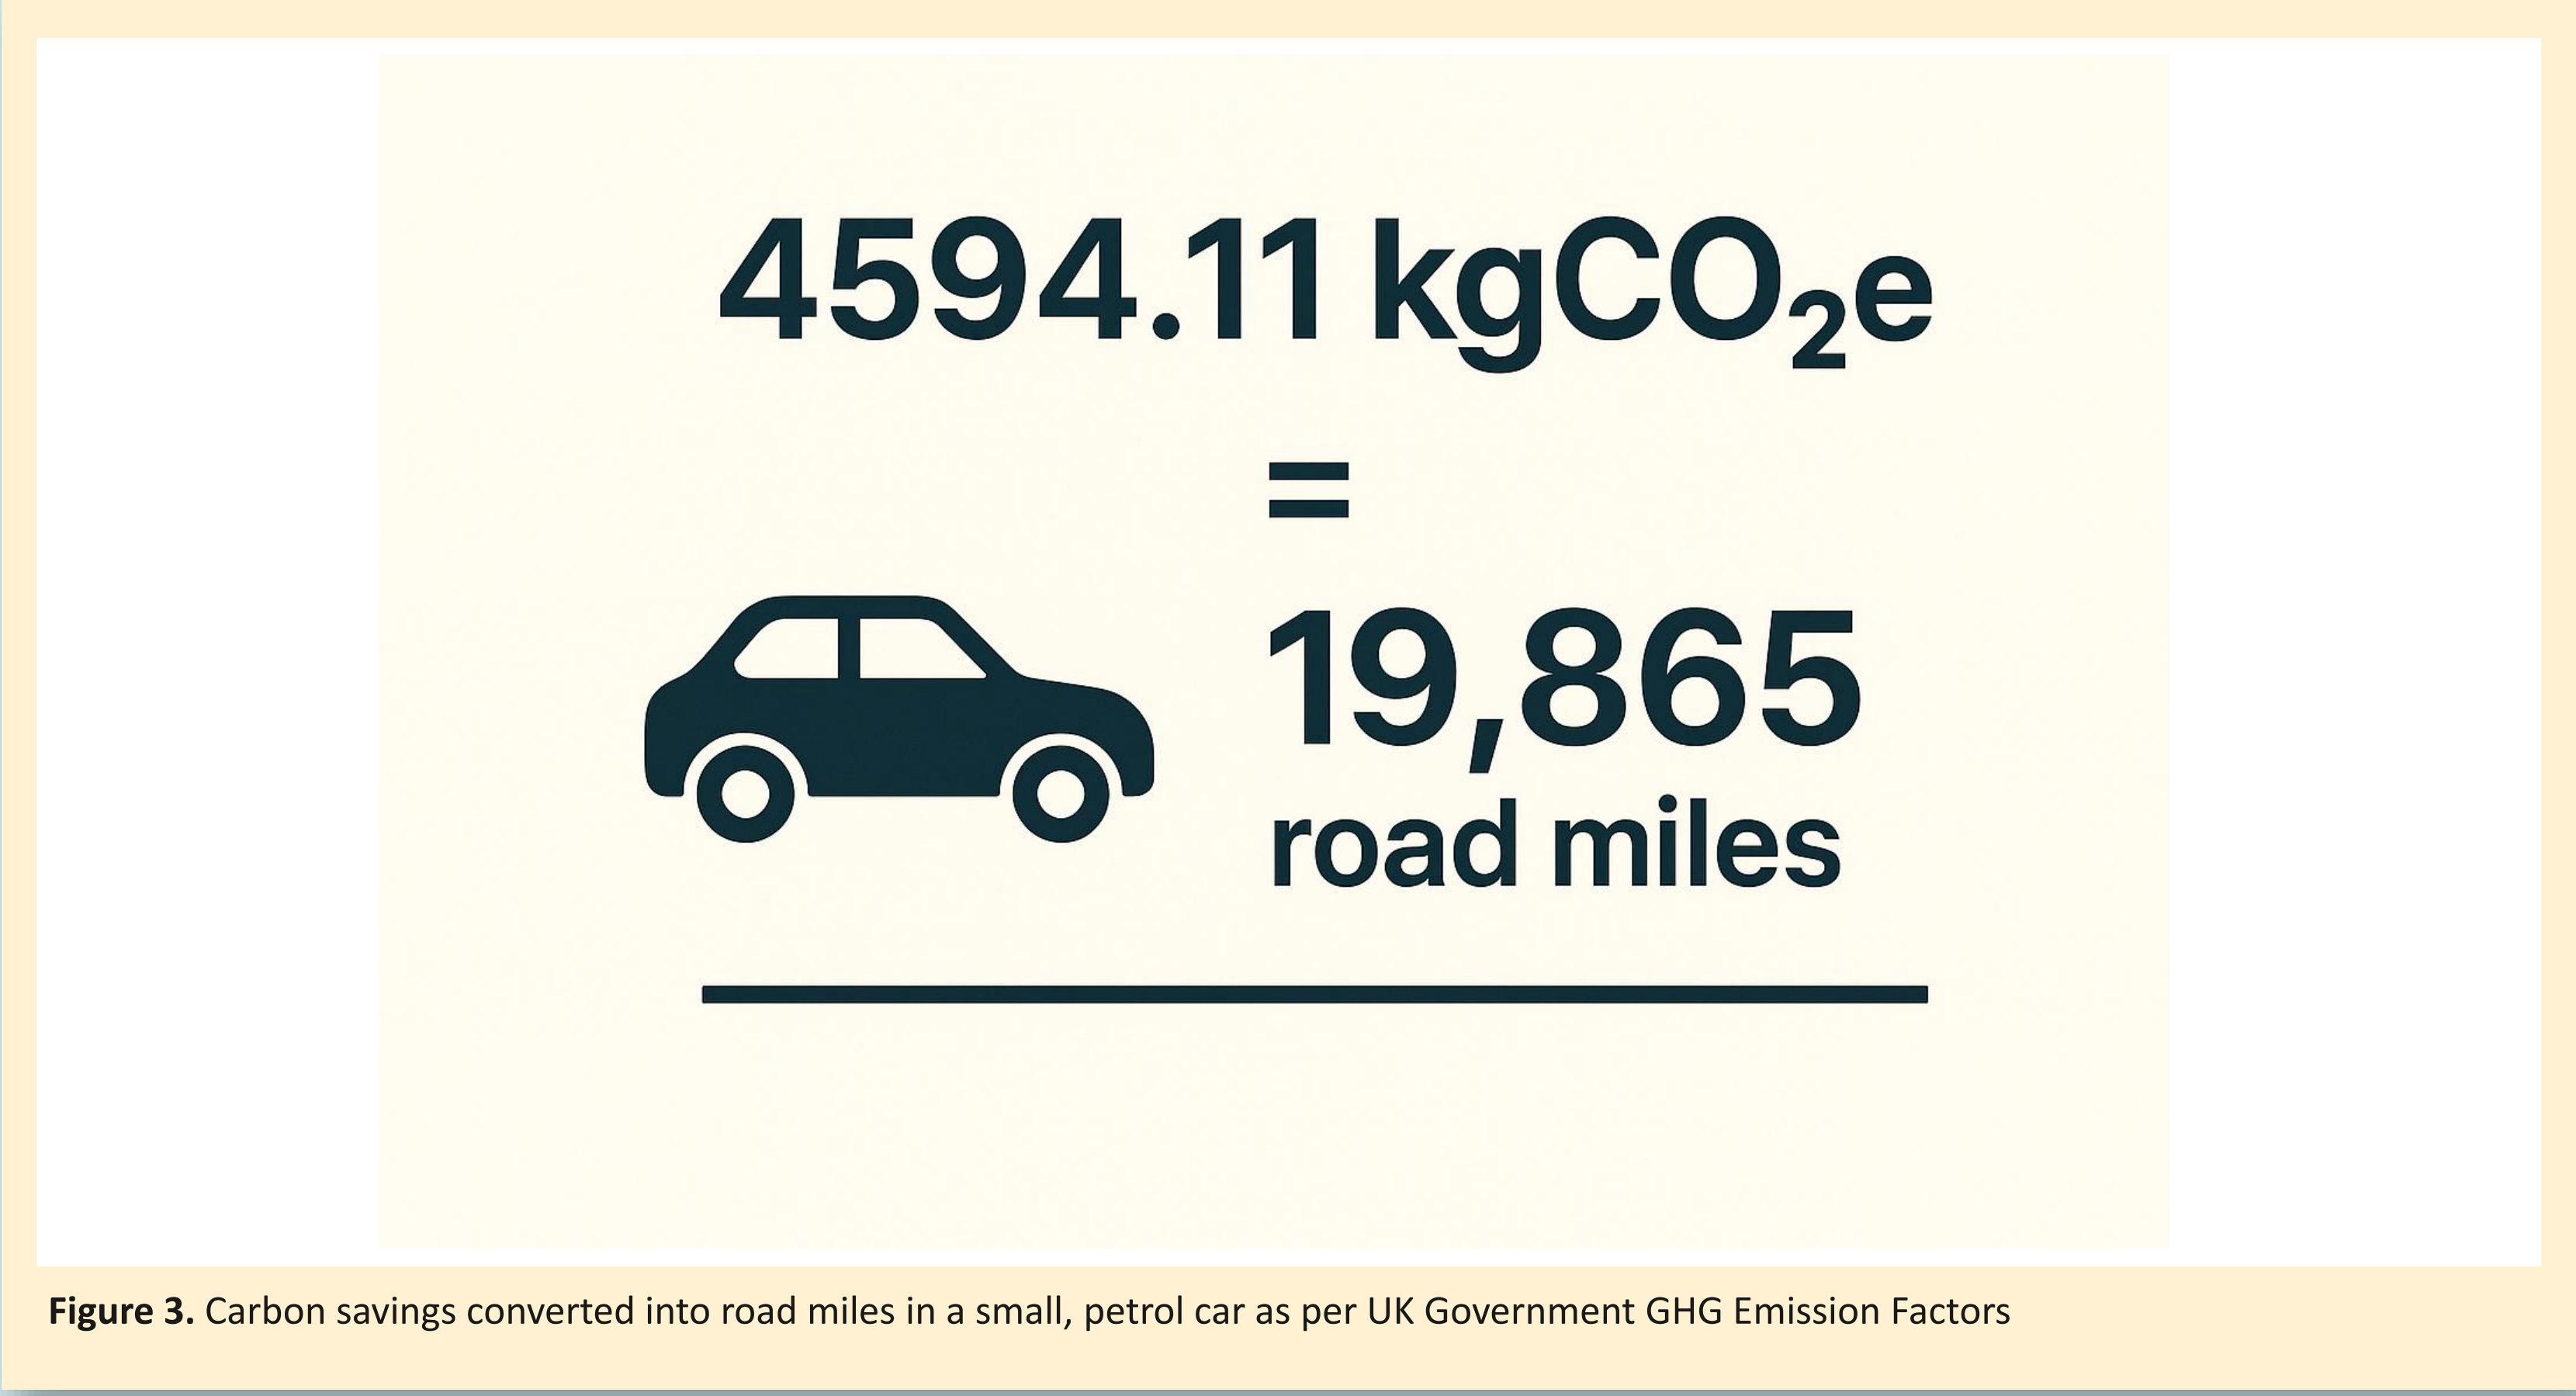 4594.11 kgCO₂e
=
19,865
road miles
Figure 3. Carbon savings converted into road miles in a small, petrol car as per UK Government GHG Emission Factors